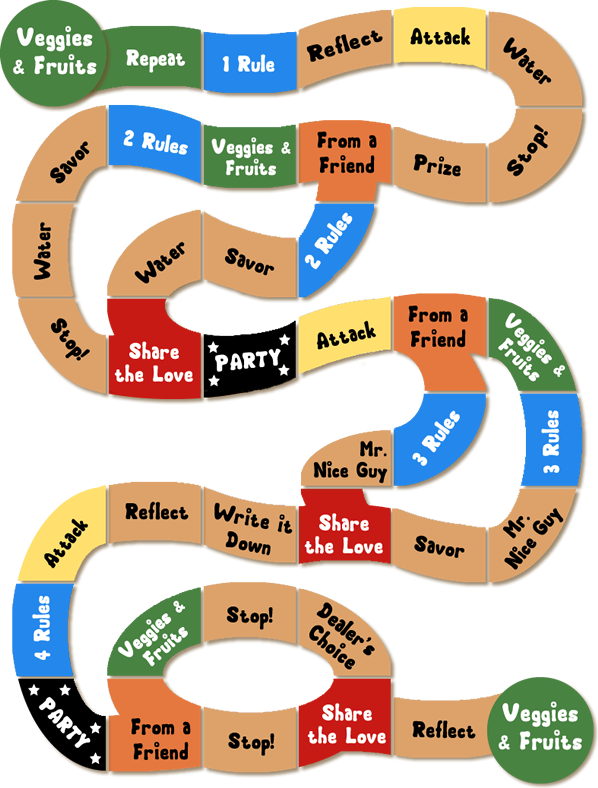 Veggies
& Fruits
Repeat
1 Rule
Reflect
Attack
Water
Stop!
Prize
From a
Friend
Veggies &
Fruits
2 Rules
Savor
Water
Stop!
2 Rules
Savor
Water
Share
the Love
PARTY
Attack
From a
Friend
Veggies &
Fruits
3 Rules
Mr.
Nice Guy
3 Rules
Mr.
Nice Guy
Savor
Share
the Love
Write it
Down
Reflect
Attack
4 Rules
PARTY
From a
Friend
Veggies &
Fruits
Stop!
Dealer's
Choice
Stop!
Share
the Love
Reflect
Veggies
& Fruits